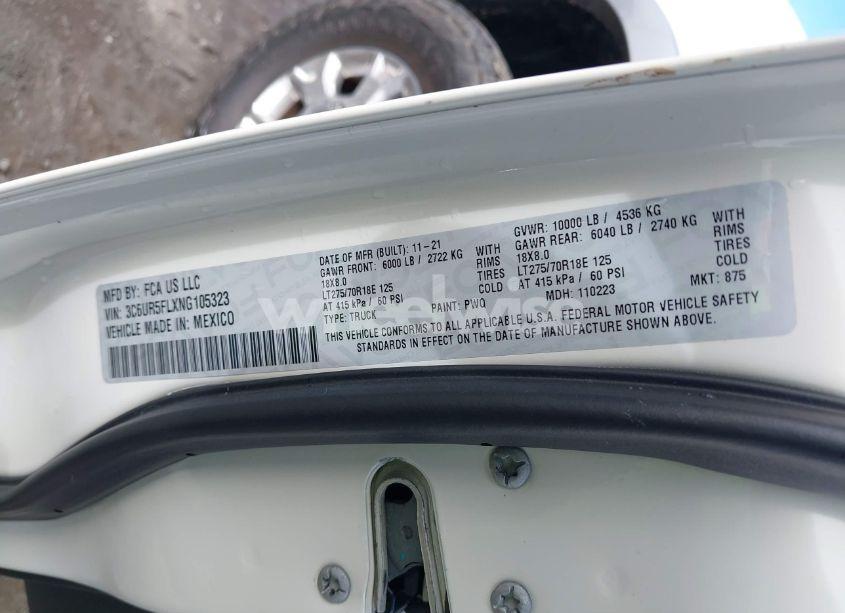 MFD BY: FCA US LLC
VIN: 3C6UR5FLXNG105323
VEHICLE MADE IN: MEXICO
DATE OF MFR (BUILT): 11-21
GAWR FRONT: 6000 LB / 2722 KG WITH
18X8.0 RIMS
LT275/70R18E 125 TIRES
AT 415 kPa / 60 PSI COLD
TYPE: TRUCK
PAINT: PWQ
GVWR: 10000 LB / 4536 KG
GAWR REAR: 6040 LB / 2740 KG WITH
18X8.0 RIMS
LT275/70R18E 125 TIRES
AT 415 kPa / 60 PSI COLD
MDH: 110223
MKT: 875
THIS VEHICLE CONFORMS TO ALL APPLICABLE U.S.A. FEDERAL MOTOR VEHICLE SAFETY
STANDARDS IN EFFECT ON THE DATE OF MANUFACTURE SHOWN ABOVE.
wheelwise